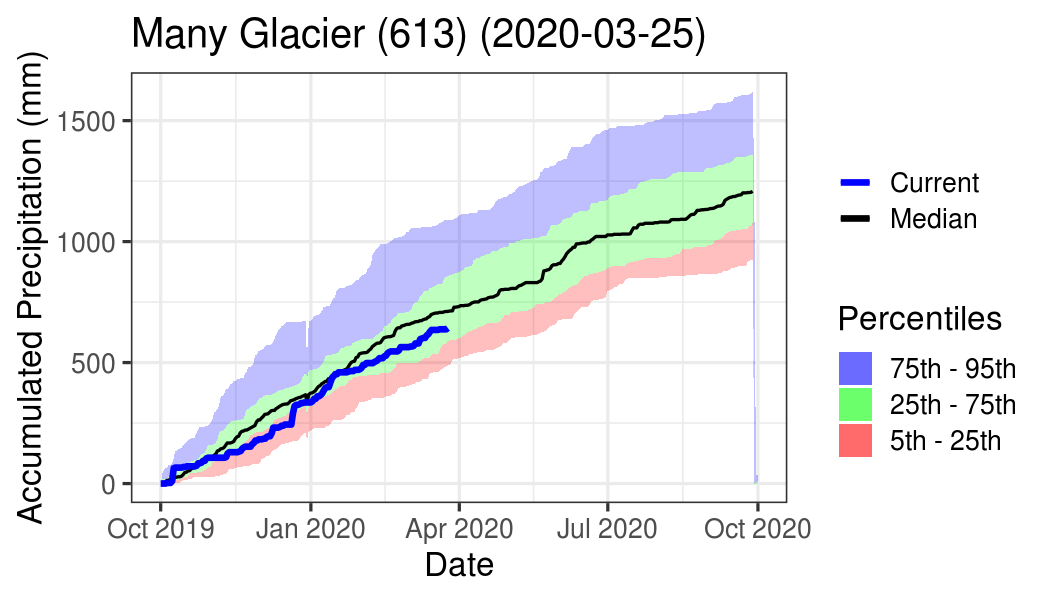 Many Glacier (613) (2020-03-25)
Accumulated Precipitation (mm)
1500
1000
500
0
Oct 2019
Jan 2020
Apr 2020
Jul 2020
Oct 2020
Date
Current
Median
Percentiles
75th - 95th
25th - 75th
5th - 25th